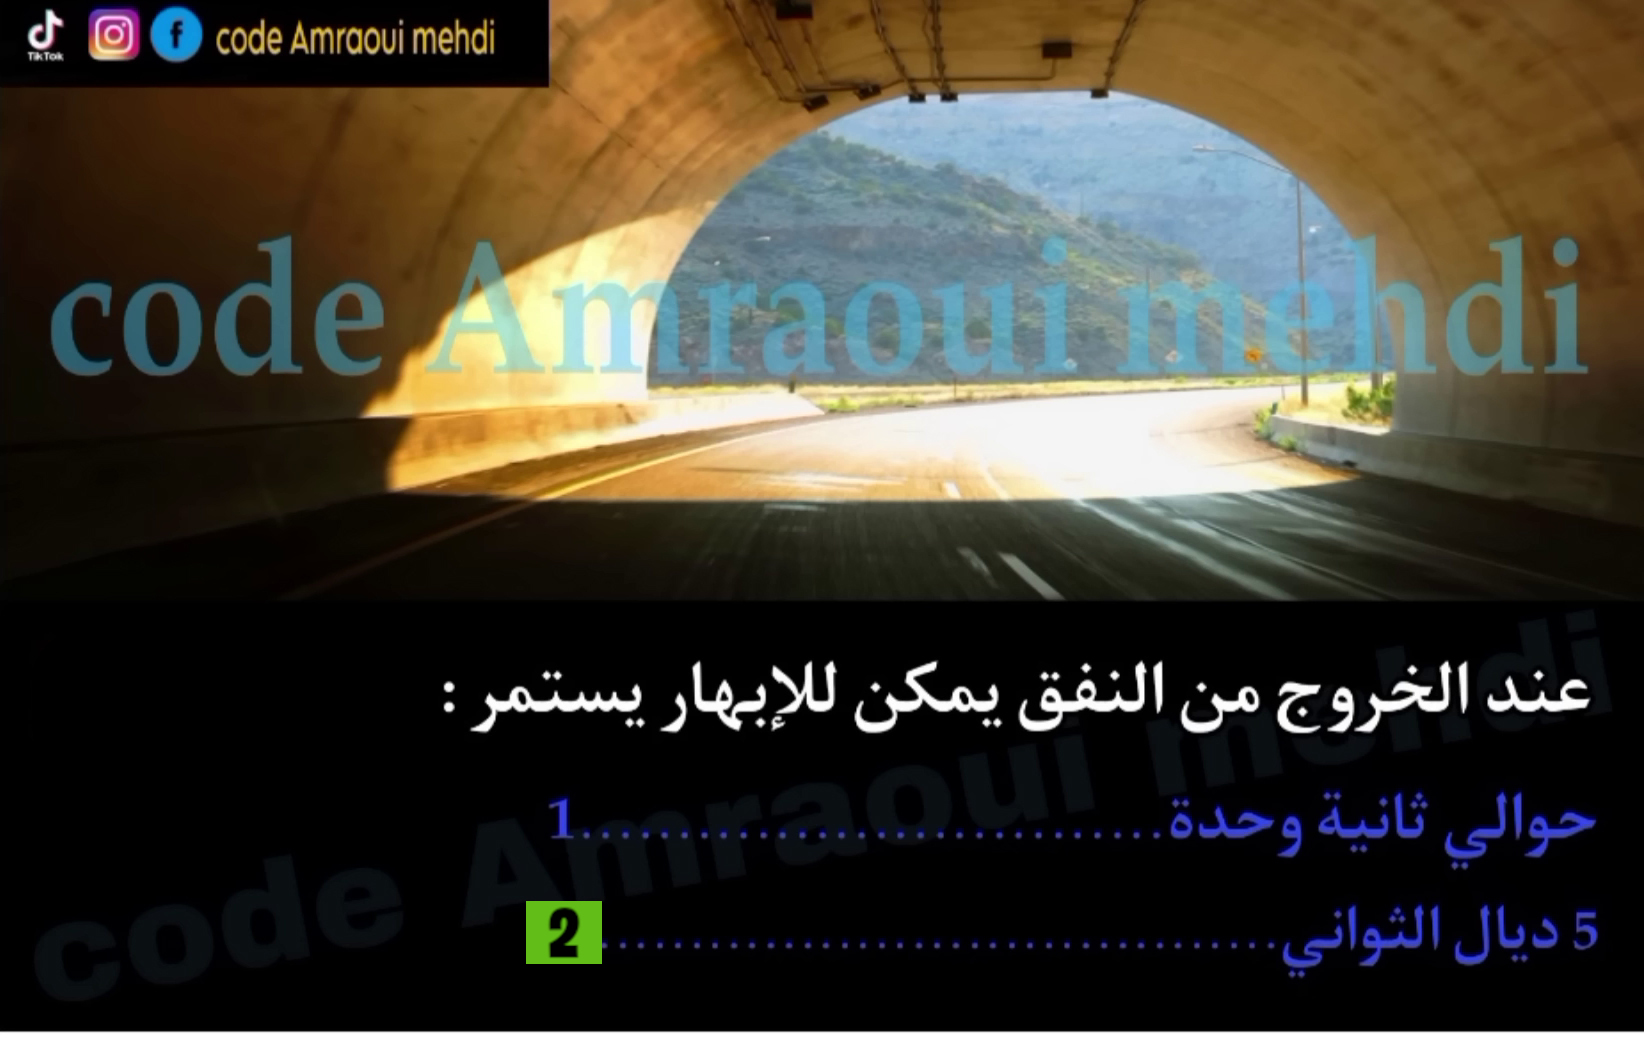 TikTok code Amraoui mehdi
code Amraoui mehdi
عند الخروج من النفق يمكن للإبهار يستمر :
حوالي ثانية وحدة..............................1
5 ديال الثواني...................................2
code Amraoui mehdi